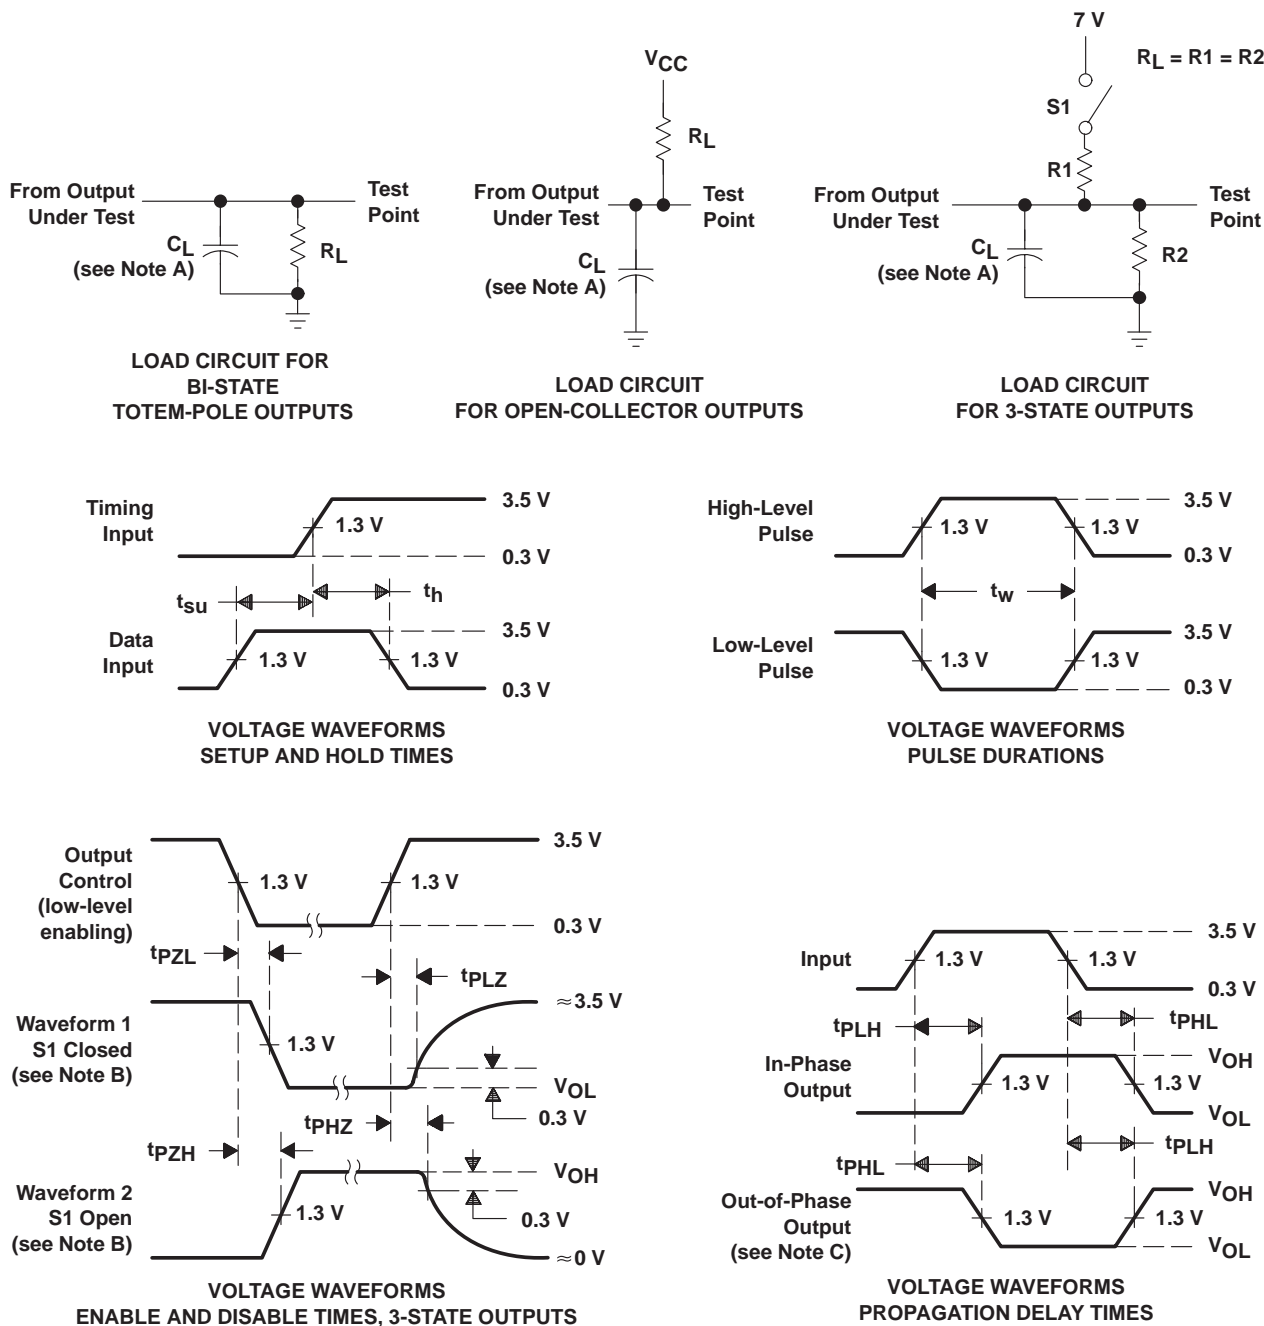 7 V
RL = R1 = R2
S1
R1
VCC
RL
From Output
Under Test
Test
Point
CL
(see Note A)
RL
From Output
Under Test
Test
Point
CL
(see Note A)
From Output
Under Test
Test
Point
CL
(see Note A)
R2
LOAD CIRCUIT FOR
BI-STATE
TOTEM-POLE OUTPUTS
LOAD CIRCUIT
FOR OPEN-COLLECTOR OUTPUTS
LOAD CIRCUIT
FOR 3-STATE OUTPUTS
Timing
Input
1.3 V
3.5 V
0.3 V
tsu
th
Data
Input
1.3 V
1.3 V
3.5 V
0.3 V
VOLTAGE WAVEFORMS
SETUP AND HOLD TIMES
High-Level
Pulse
1.3 V
1.3 V
3.5 V
0.3 V
tw
Low-Level
Pulse
1.3 V
1.3 V
3.5 V
0.3 V
VOLTAGE WAVEFORMS
PULSE DURATIONS
Output
Control
(low-level
enabling)
1.3 V
1.3 V
3.5 V
0.3 V
tPZL
tPLZ
Waveform 1
S1 Closed
(see Note B)
1.3 V
≈3.5 V
VOL
0.3 V
tPHZ
tPZH
Waveform 2
S1 Open
(see Note B)
1.3 V
VOH
0.3 V
≈0 V
VOLTAGE WAVEFORMS
ENABLE AND DISABLE TIMES, 3-STATE OUTPUTS
Input
1.3 V
1.3 V
3.5 V
0.3 V
tPLH
tPHL
In-Phase
Output
1.3 V
1.3 V
VOH
VOL
tPHL
tPLH
Out-of-Phase
Output
(see Note C)
1.3 V
1.3 V
VOH
VOL
VOLTAGE WAVEFORMS
PROPAGATION DELAY TIMES